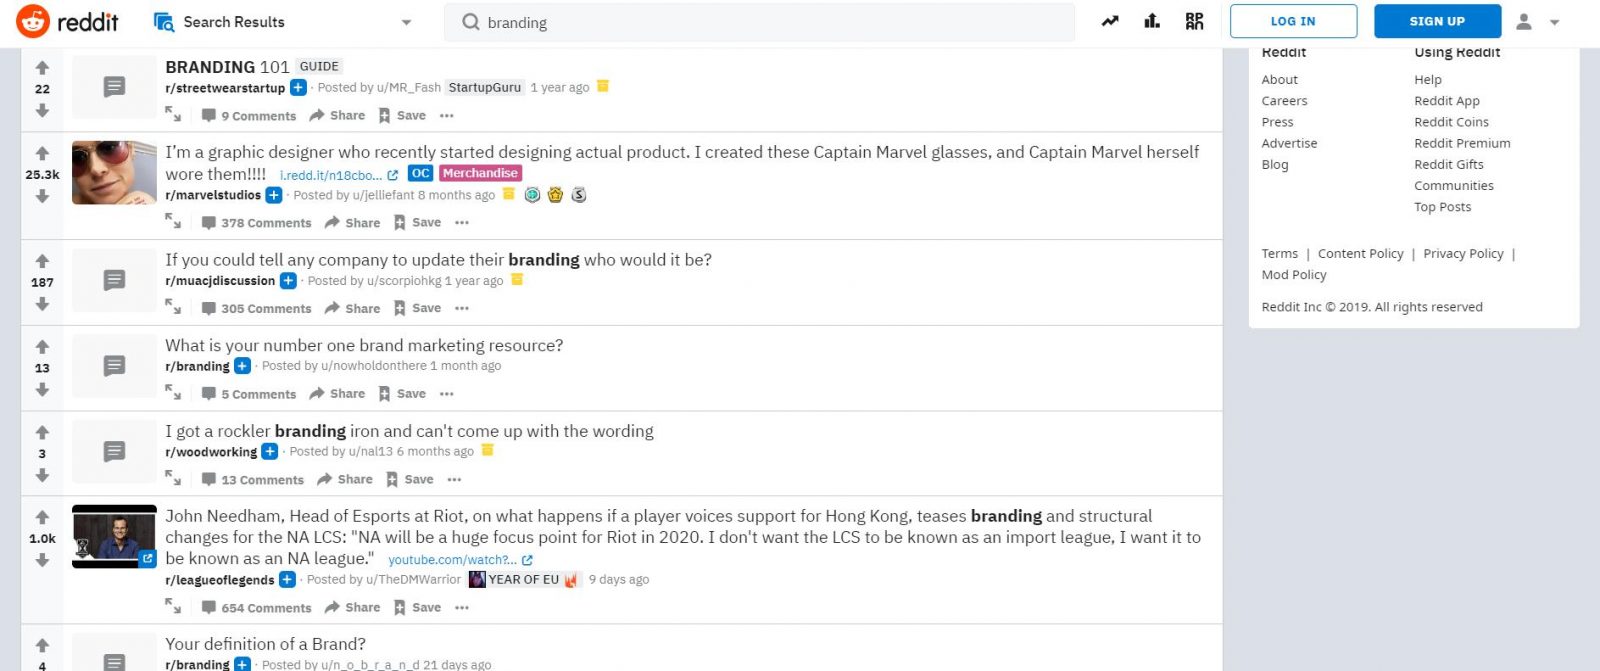 reddit Search Results branding LOG IN SIGN UP
22
BRANDING 101 GUIDE
r/streetwearstartup · Posted by u/MR_Fash StartupGuru 1 year ago
9 Comments Share Save ...
25.3k
I'm a graphic designer who recently started designing actual product. I created these Captain Marvel glasses, and Captain Marvel herself
wore them!!!! i.redd.it/n18cbo... OC Merchandise
r/marvelstudios · Posted by u/jelliefant 8 months ago
378 Comments Share Save ...
187
If you could tell any company to update their branding who would it be?
r/muacjdiscussion · Posted by u/scorpiohkg 1 year ago
305 Comments Share Save ...
13
What is your number one brand marketing resource?
r/branding · Posted by u/nowholdonthere 1 month ago
5 Comments Share Save ...
3
I got a rockler branding iron and can't come up with the wording
r/woodworking · Posted by u/nal13 6 months ago
13 Comments Share Save ...
1.0k
John Needham, Head of Esports at Riot, on what happens if a player voices support for Hong Kong, teases branding and structural
changes for the NA LCS: "NA will be a huge focus point for Riot in 2020. I don't want the LCS to be known as an import league, I want it to
be known as an NA league." youtube.com/watch?...
r/leagueoflegends · Posted by u/TheDMWarrior YEAR OF EU 9 days ago
654 Comments Share Save ...
4
Your definition of a Brand?
r/branding · Posted by u/n_o_b_r_a_n_d 21 days ago
Reddit
About
Careers
Press
Advertise
Blog
Using Reddit
Help
Reddit App
Reddit Coins
Reddit Premium
Reddit Gifts
Communities
Top Posts
Terms | Content Policy | Privacy Policy |
Mod Policy
Reddit Inc © 2019. All rights reserved